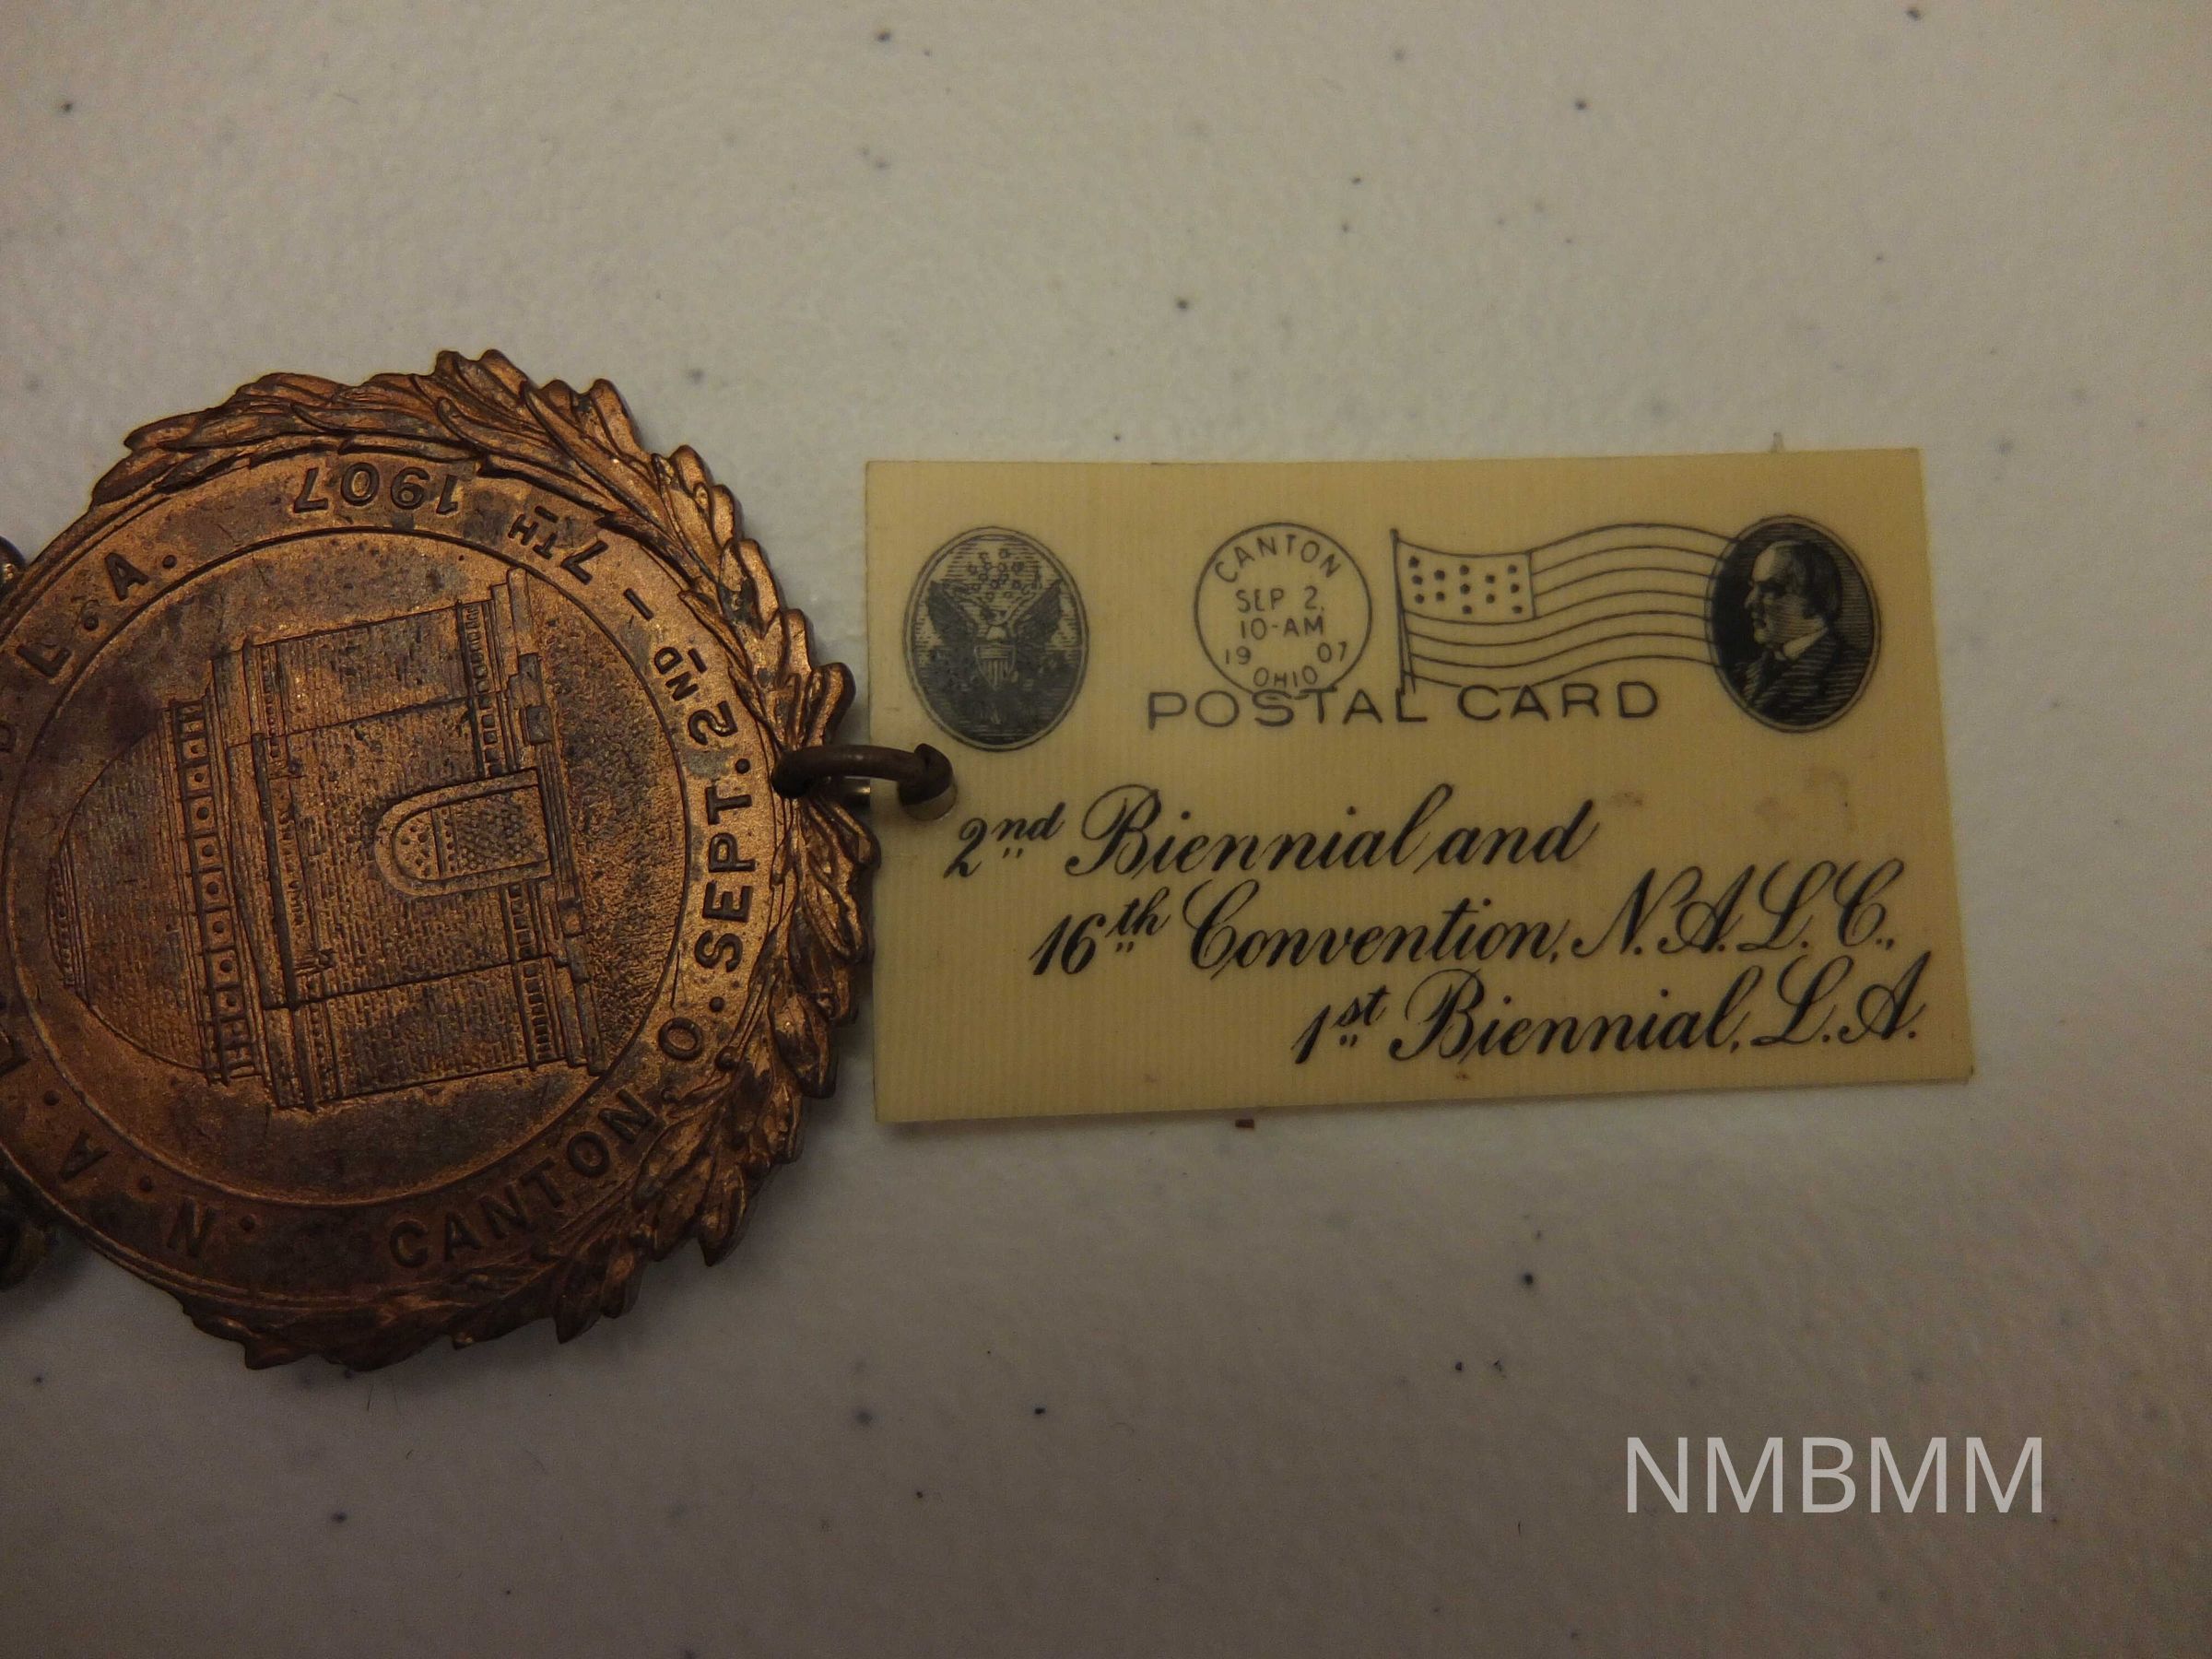 L. A.
N. A. L.
CANTON O. SEPT. 2ND - 7TH 1907
CANTON
SEP 2.
10-AM
19 07
OHIO
POSTAL CARD
2nd Biennial and
16th Convention, N.A.L.C.,
1st Biennial, L.A.
NMBMM